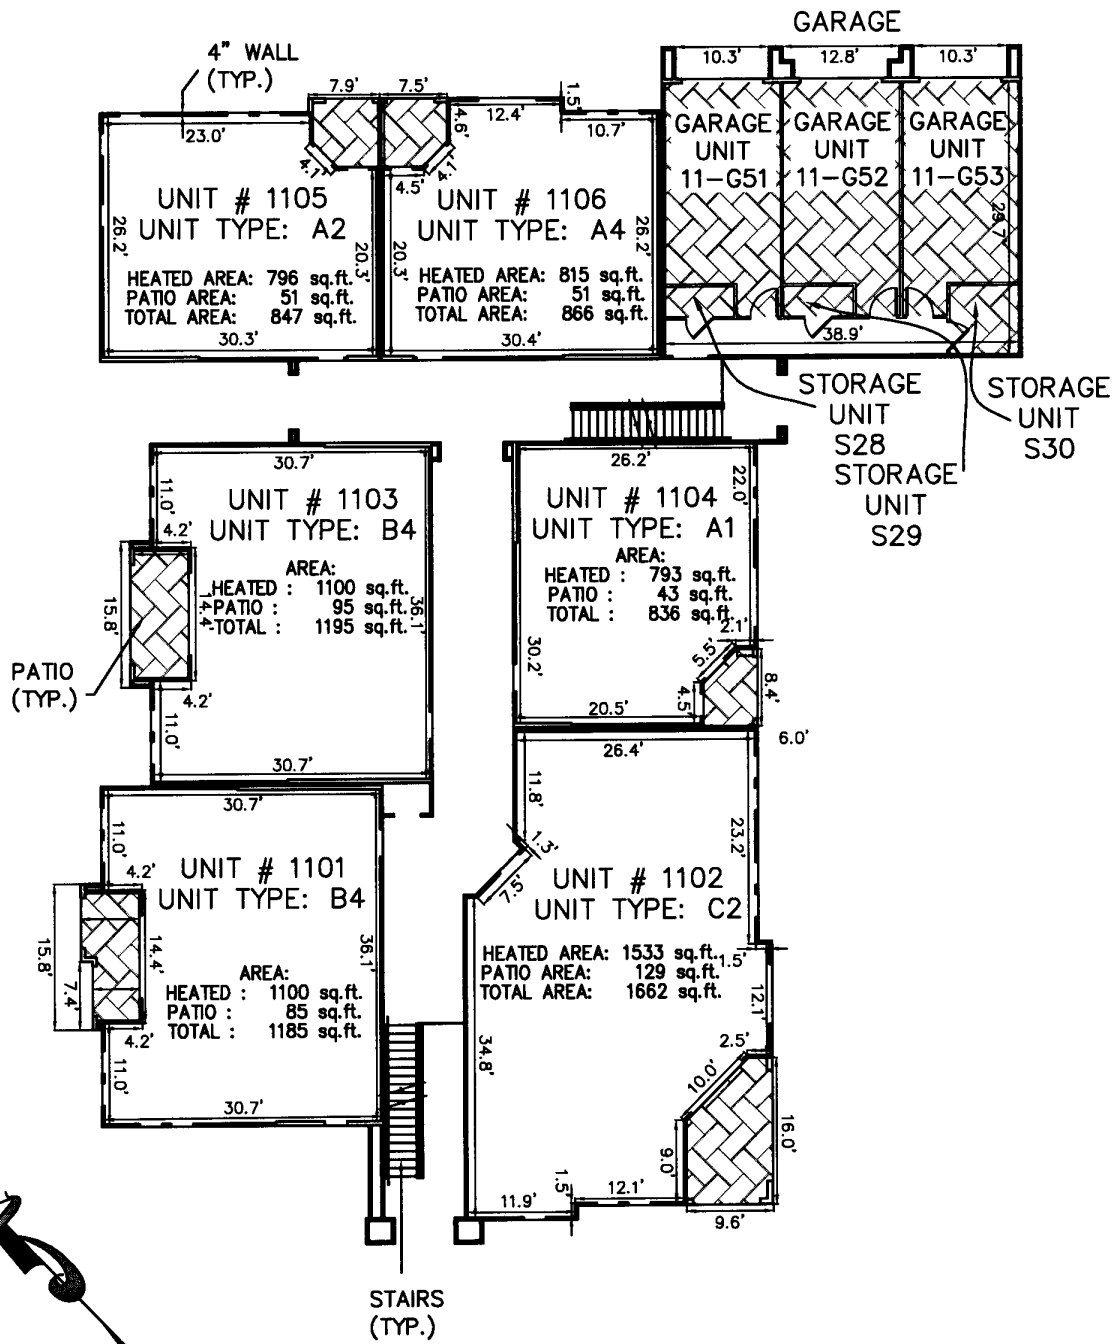 GARAGE
4" WALL
(TYP.)
10.3'
12.8'
10.3'
7.9'
7.5'
12.4'
1.5'
10.7'
23.0'
4.6'
4.1'
4.1'
4.5'
GARAGE
UNIT
11-G51
GARAGE
UNIT
11-G52
GARAGE
UNIT
11-G53
29.7'
UNIT # 1105
UNIT TYPE: A2
HEATED AREA: 796 sq.ft.
PATIO AREA: 51 sq.ft.
TOTAL AREA: 847 sq.ft.
26.2'
20.3'
30.3'
UNIT # 1106
UNIT TYPE: A4
HEATED AREA: 815 sq.ft.
PATIO AREA: 51 sq.ft.
TOTAL AREA: 866 sq.ft.
20.3'
26.2'
30.4'
38.9'
STORAGE
UNIT
S28
STORAGE
UNIT
S29
STORAGE
UNIT
S30
30.7'
11.0'
UNIT # 1103
UNIT TYPE: B4
4.2'
AREA:
HEATED : 1100 sq.ft.
PATIO : 95 sq.ft.
TOTAL : 1195 sq.ft.
15.8'
14.4'
36.1'
PATIO
(TYP.)
4.2'
11.0'
30.7'
26.2'
22.0'
UNIT # 1104
UNIT TYPE: A1
AREA:
HEATED : 793 sq.ft.
PATIO : 43 sq.ft.
TOTAL : 836 sq.ft.
2.1'
5.5'
30.2'
4.5'
8.4'
20.5'
6.0'
30.7'
11.0'
4.2'
UNIT # 1101
UNIT TYPE: B4
15.8'
7.4'
14.4'
36.1'
AREA:
HEATED : 1100 sq.ft.
PATIO : 85 sq.ft.
TOTAL : 1185 sq.ft.
4.2'
11.0'
30.7'
26.4'
11.8'
1.3'
7.5'
23.2'
UNIT # 1102
UNIT TYPE: C2
HEATED AREA: 1533 sq.ft.
PATIO AREA: 129 sq.ft.
TOTAL AREA: 1662 sq.ft.
1.5'
12.1'
2.5'
34.8'
10.0'
16.0'
9.0'
1.5'
11.9'
12.1'
9.6'
STAIRS
(TYP.)